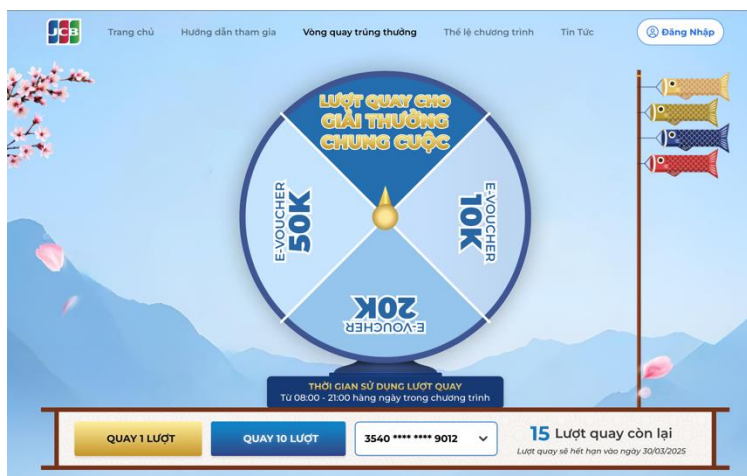 JCB
Trang chủ
Hướng dẫn tham gia
Vòng quay trúng thưởng
Thể lệ chương trình
Tin Tức
Đăng Nhập
LƯỢT QUAY CHO
GIẢI THƯỞNG
CHUNG CUỘC
E-VOUCHER
50K
E-VOUCHER
10K
E-VOUCHER
20K
THỜI GIAN SỬ DỤNG LƯỢT QUAY
Từ 08:00 - 21:00 hàng ngày trong chương trình
QUAY 1 LƯỢT
QUAY 10 LƯỢT
3540 **** **** 9012
15 Lượt quay còn lại
Lượt quay sẽ hết hạn vào ngày 30/03/2025